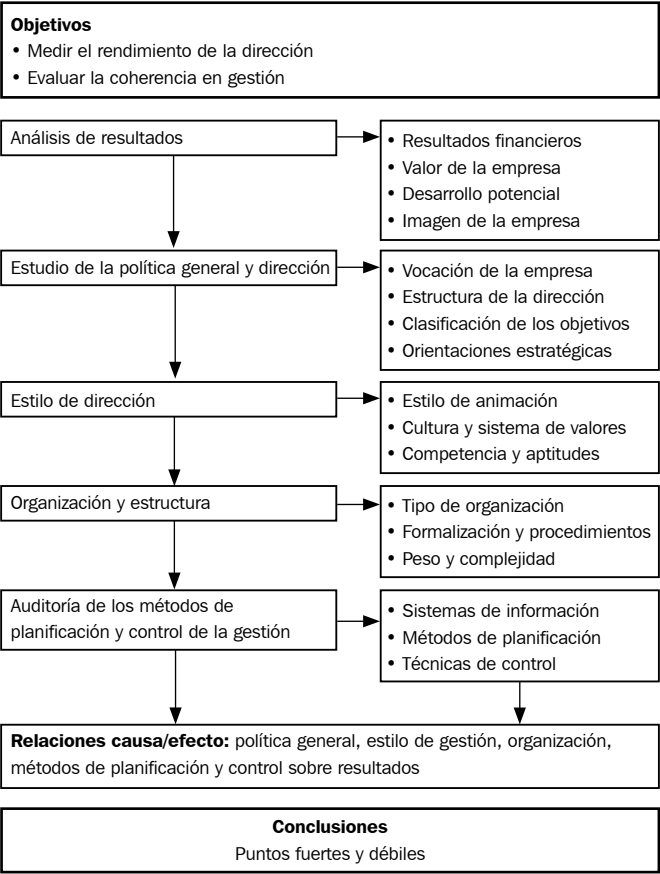 Objetivos
• Medir el rendimiento de la dirección
• Evaluar la coherencia en gestión
Análisis de resultados
• Resultados financieros
• Valor de la empresa
• Desarrollo potencial
• Imagen de la empresa
Estudio de la política general y dirección
• Vocación de la empresa
• Estructura de la dirección
• Clasificación de los objetivos
• Orientaciones estratégicas
Estilo de dirección
• Estilo de animación
• Cultura y sistema de valores
• Competencia y aptitudes
Organización y estructura
• Tipo de organización
• Formalización y procedimientos
• Peso y complejidad
Auditoría de los métodos de
planificación y control de la gestión
• Sistemas de información
• Métodos de planificación
• Técnicas de control
Relaciones causa/efecto: política general, estilo de gestión, organización,
métodos de planificación y control sobre resultados
Conclusiones
Puntos fuertes y débiles